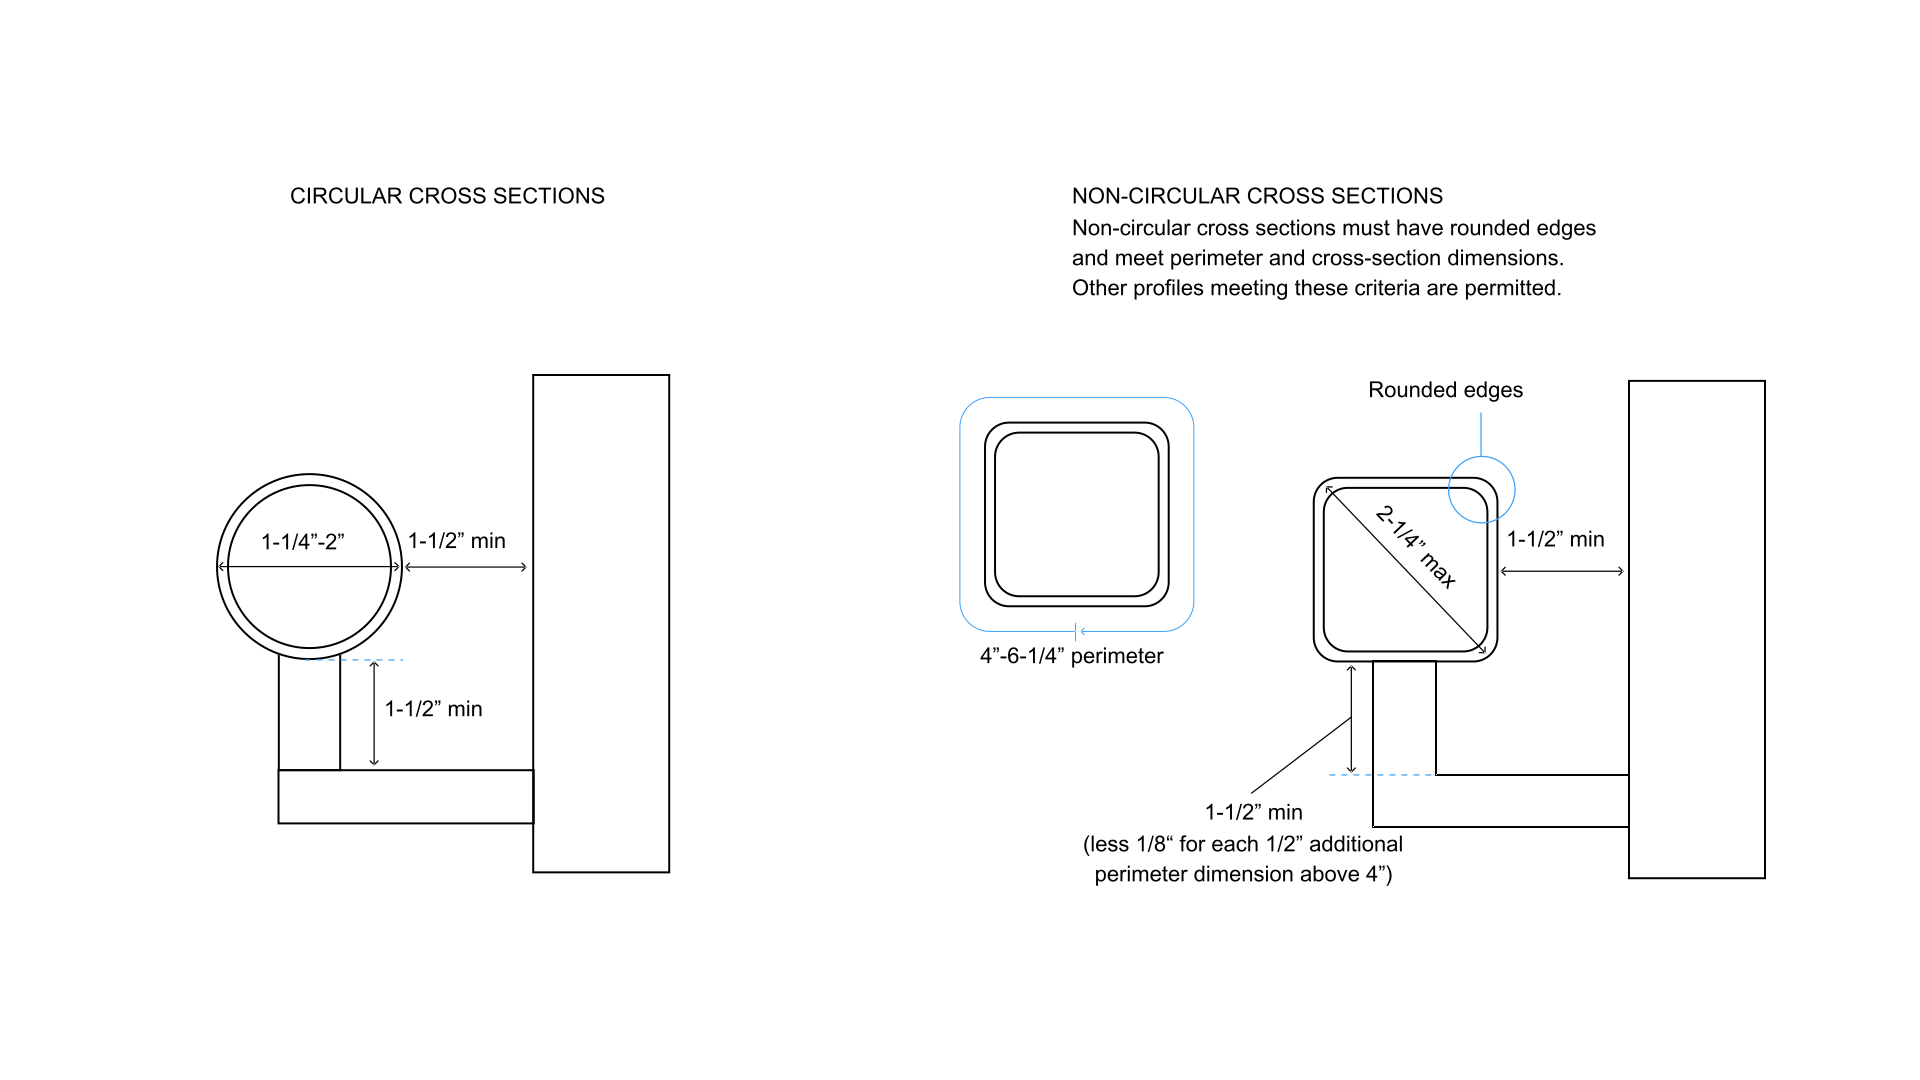 CIRCULAR CROSS SECTIONS
1-1/4”-2”
1-1/2” min
1-1/2” min
NON-CIRCULAR CROSS SECTIONS
Non-circular cross sections must have rounded edges
and meet perimeter and cross-section dimensions.
Other profiles meeting these criteria are permitted.
4”-6-1/4” perimeter
Rounded edges
2-1/4” max
1-1/2” min
1-1/2” min
(less 1/8“ for each 1/2” additional
perimeter dimension above 4”)